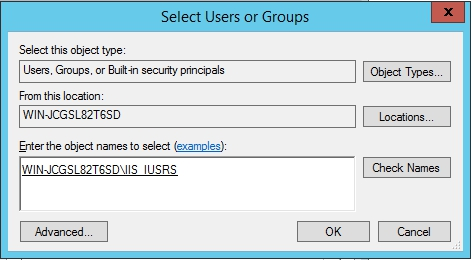 Select Users or Groups
x
Select this object type:
Users, Groups, or Built-in security principals
Object Types...
From this location:
WIN-JCGSL82T6SD
Locations...
Enter the object names to select (examples):
WIN-JCGSL82T6SD\IIS_IUSRS
Check Names
Advanced...
OK
Cancel